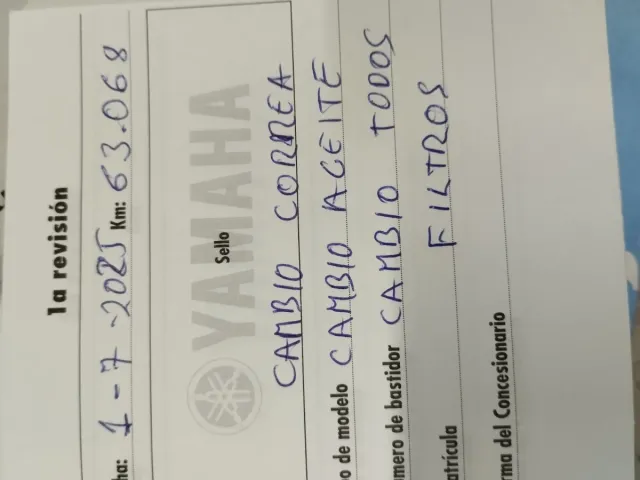 1a revisión
ha: 1-7-2025 Km: 63.068
YAMAHA
Sello
CAMBIO CORREA
o de modelo CAMBIO ACEITE
mero de bastidor CAMBIO TODOS
atrícula FILTROS
rma del Concesionario